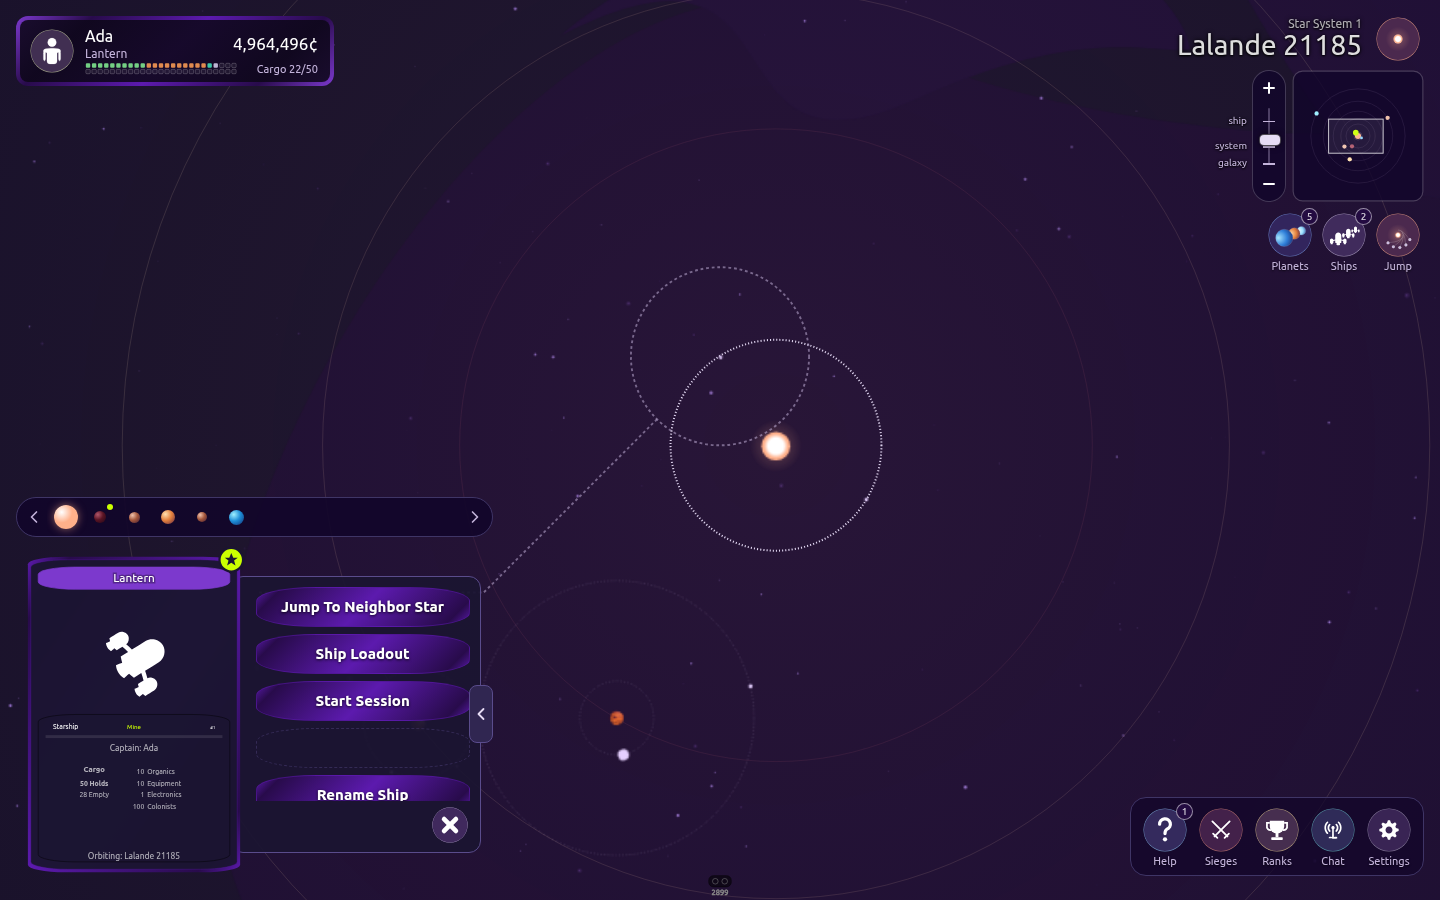 Ada
Lantern
4,964,496¢
Cargo 22/50
Star System 1
Lalande 21185
ship
system
galaxy
5
2
Planets
Ships
Jump
Lantern
Starship
Mine
#1
Captain: Ada
Cargo
50 Holds
28 Empty
10 Organics
10 Equipment
1 Electronics
100 Colonists
Orbiting: Lalande 21185
Jump To Neighbor Star
Ship Loadout
Start Session
Rename Ship
1
Help
Sieges
Ranks
Chat
Settings
2899